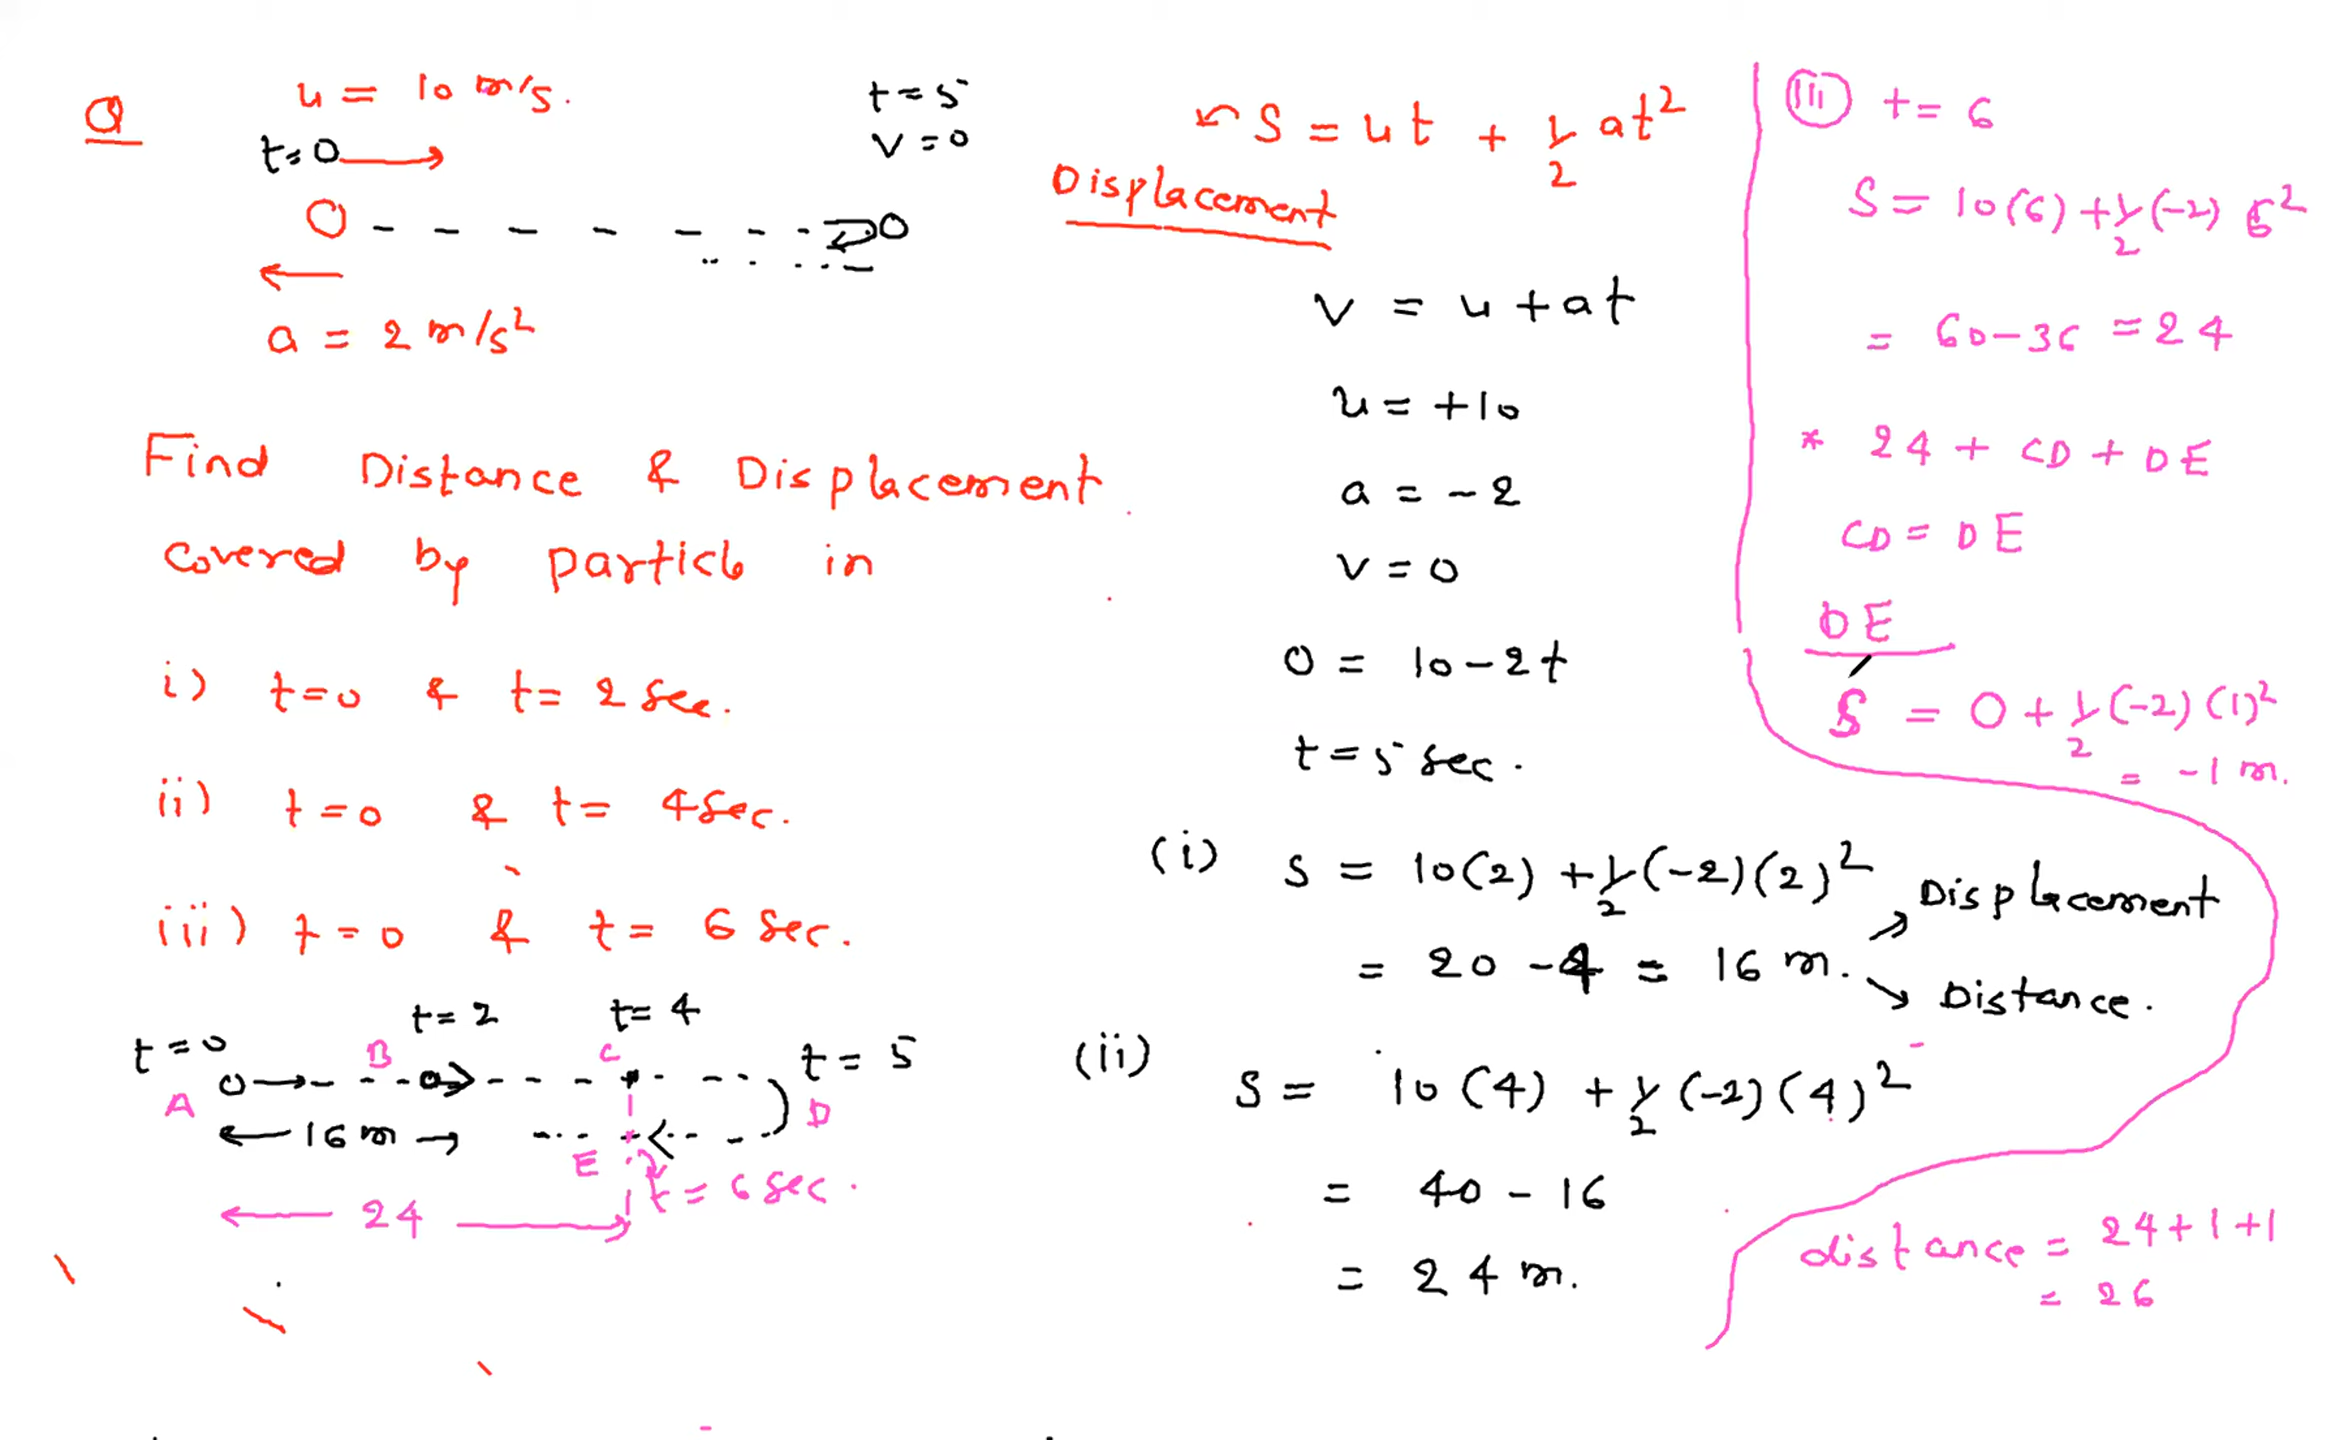 Q
u = 10 m/s.
t=0
t=5
v=0
a = 2 m/s²
Find Distance & Displacement
covered by particle in
i) t=0 & t= 2 sec.
ii) t=0 & t= 4 sec.
iii) t=0 & t= 6 sec.
t=0 t=2 t=4 t=5
A B C D
16 m
E t=6 sec.
24
S = ut + 1/2 at²
Displacement
v = u + at
u = +10
a = -2
v = 0
0 = 10 - 2t
t = 5 sec.
(i) S = 10(2) + 1/2 (-2)(2)²
= 20 - 4 = 16 m.
Displacement
Distance.
(ii) S = 10(4) + 1/2 (-2)(4)²
= 40 - 16
= 24 m.
(iii) t = 6
S = 10(6) + 1/2 (-2) 6²
= 60 - 36 = 24
* 24 + CD + DE
CD = DE
DE
S = 0 + 1/2 (-2)(1)²
= -1 m.
distance = 24+1+1
= 26